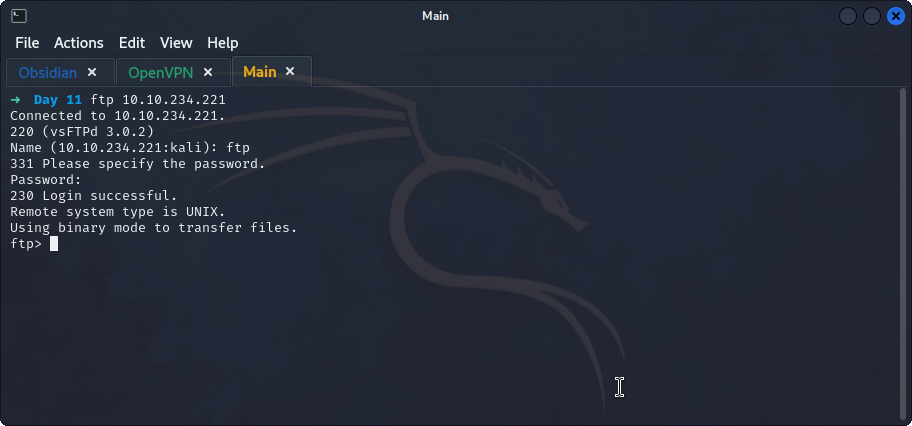 Main
File Actions Edit View Help
Obsidian × OpenVPN × Main ×
→ Day 11 ftp 10.10.234.221
Connected to 10.10.234.221.
220 (vsFTPd 3.0.2)
Name (10.10.234.221:kali): ftp
331 Please specify the password.
Password:
230 Login successful.
Remote system type is UNIX.
Using binary mode to transfer files.
ftp>